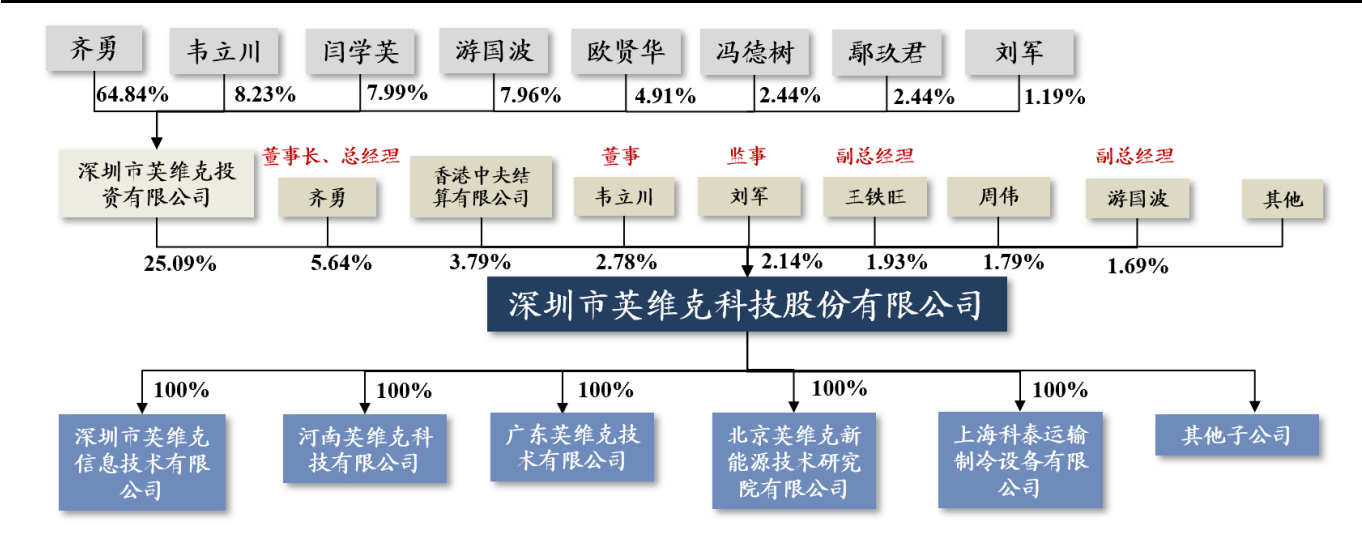 齐勇
韦立川
闫学英
游国波
欧贤华
冯德树
鄢玖君
刘军
64.84%
8.23%
7.99%
7.96%
4.91%
2.44%
2.44%
1.19%
深圳市英维克投
资有限公司
董事长、总经理
齐勇
香港中央结
算有限公司
董事
韦立川
监事
刘军
副总经理
王铁旺
周伟
副总经理
游国波
其他
25.09%
5.64%
3.79%
2.78%
2.14%
1.93%
1.79%
1.69%
深圳市英维克科技股份有限公司
100%
100%
100%
100%
100%
深圳市英维克
信息技术有限
公司
河南英维克科
技有限公司
广东英维克技
术有限公司
北京英维克新
能源技术研究
院有限公司
上海科泰运输
制冷设备有限
公司
其他子公司